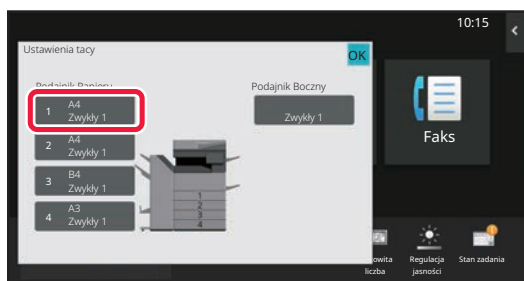 10:15
Ustawienia tacy
OK
Podajnik Papieru
Podajnik Boczny
1 A4
Zwykły 1
Zwykły 1
2 A4
Zwykły 1
3 B4
Zwykły 1
4 A3
Zwykły 1
1
2
3
4
Faks
owita
liczba
Regulacja
jasności
Stan zadania